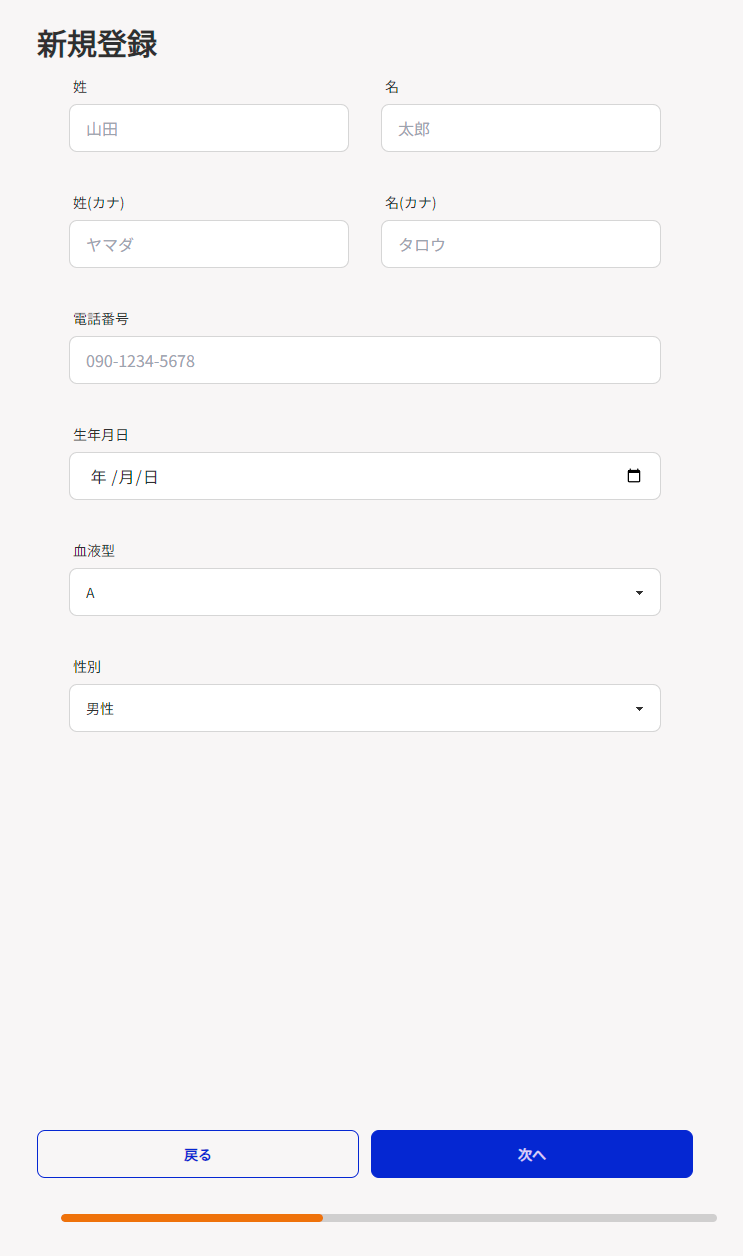 新規登録
姓 名
山田 太郎
姓(カナ) 名(カナ)
ヤマダ タロウ
電話番号
090-1234-5678
生年月日
年 /月/日
血液型
A
性別
男性
戻る 次へ